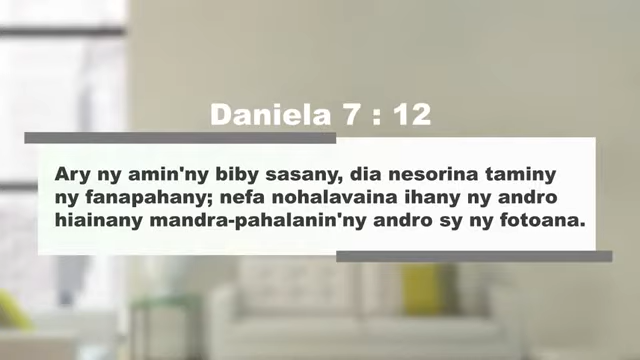 Daniela 7 : 12
Ary ny amin'ny biby sasany, dia nesorina taminy
ny fanapahany; nefa nohalavaina ihany ny andro
hiainany mandra-pahalanin'ny andro sy ny fotoana.